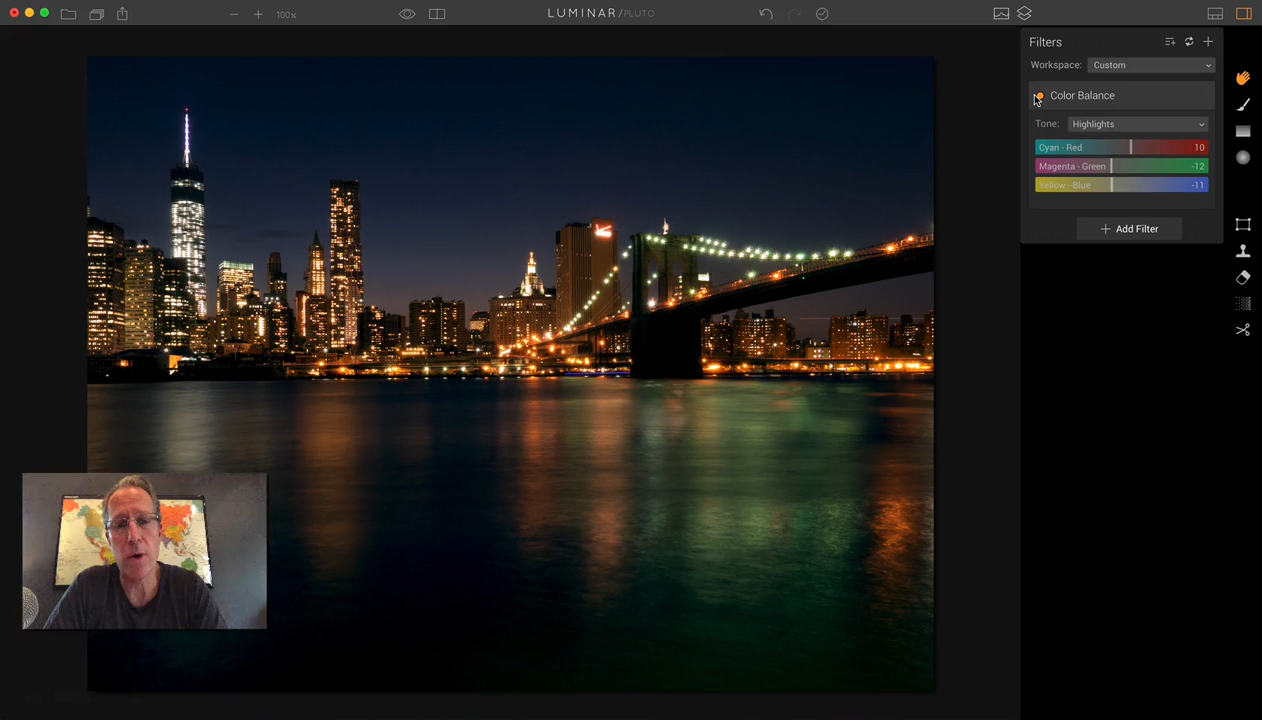 100%
LUMINAR/PLUTO
Filters
Workspace: Custom
Color Balance
Tone: Highlights
Cyan - Red 10
Magenta - Green -12
Yellow - Blue -11
Add Filter